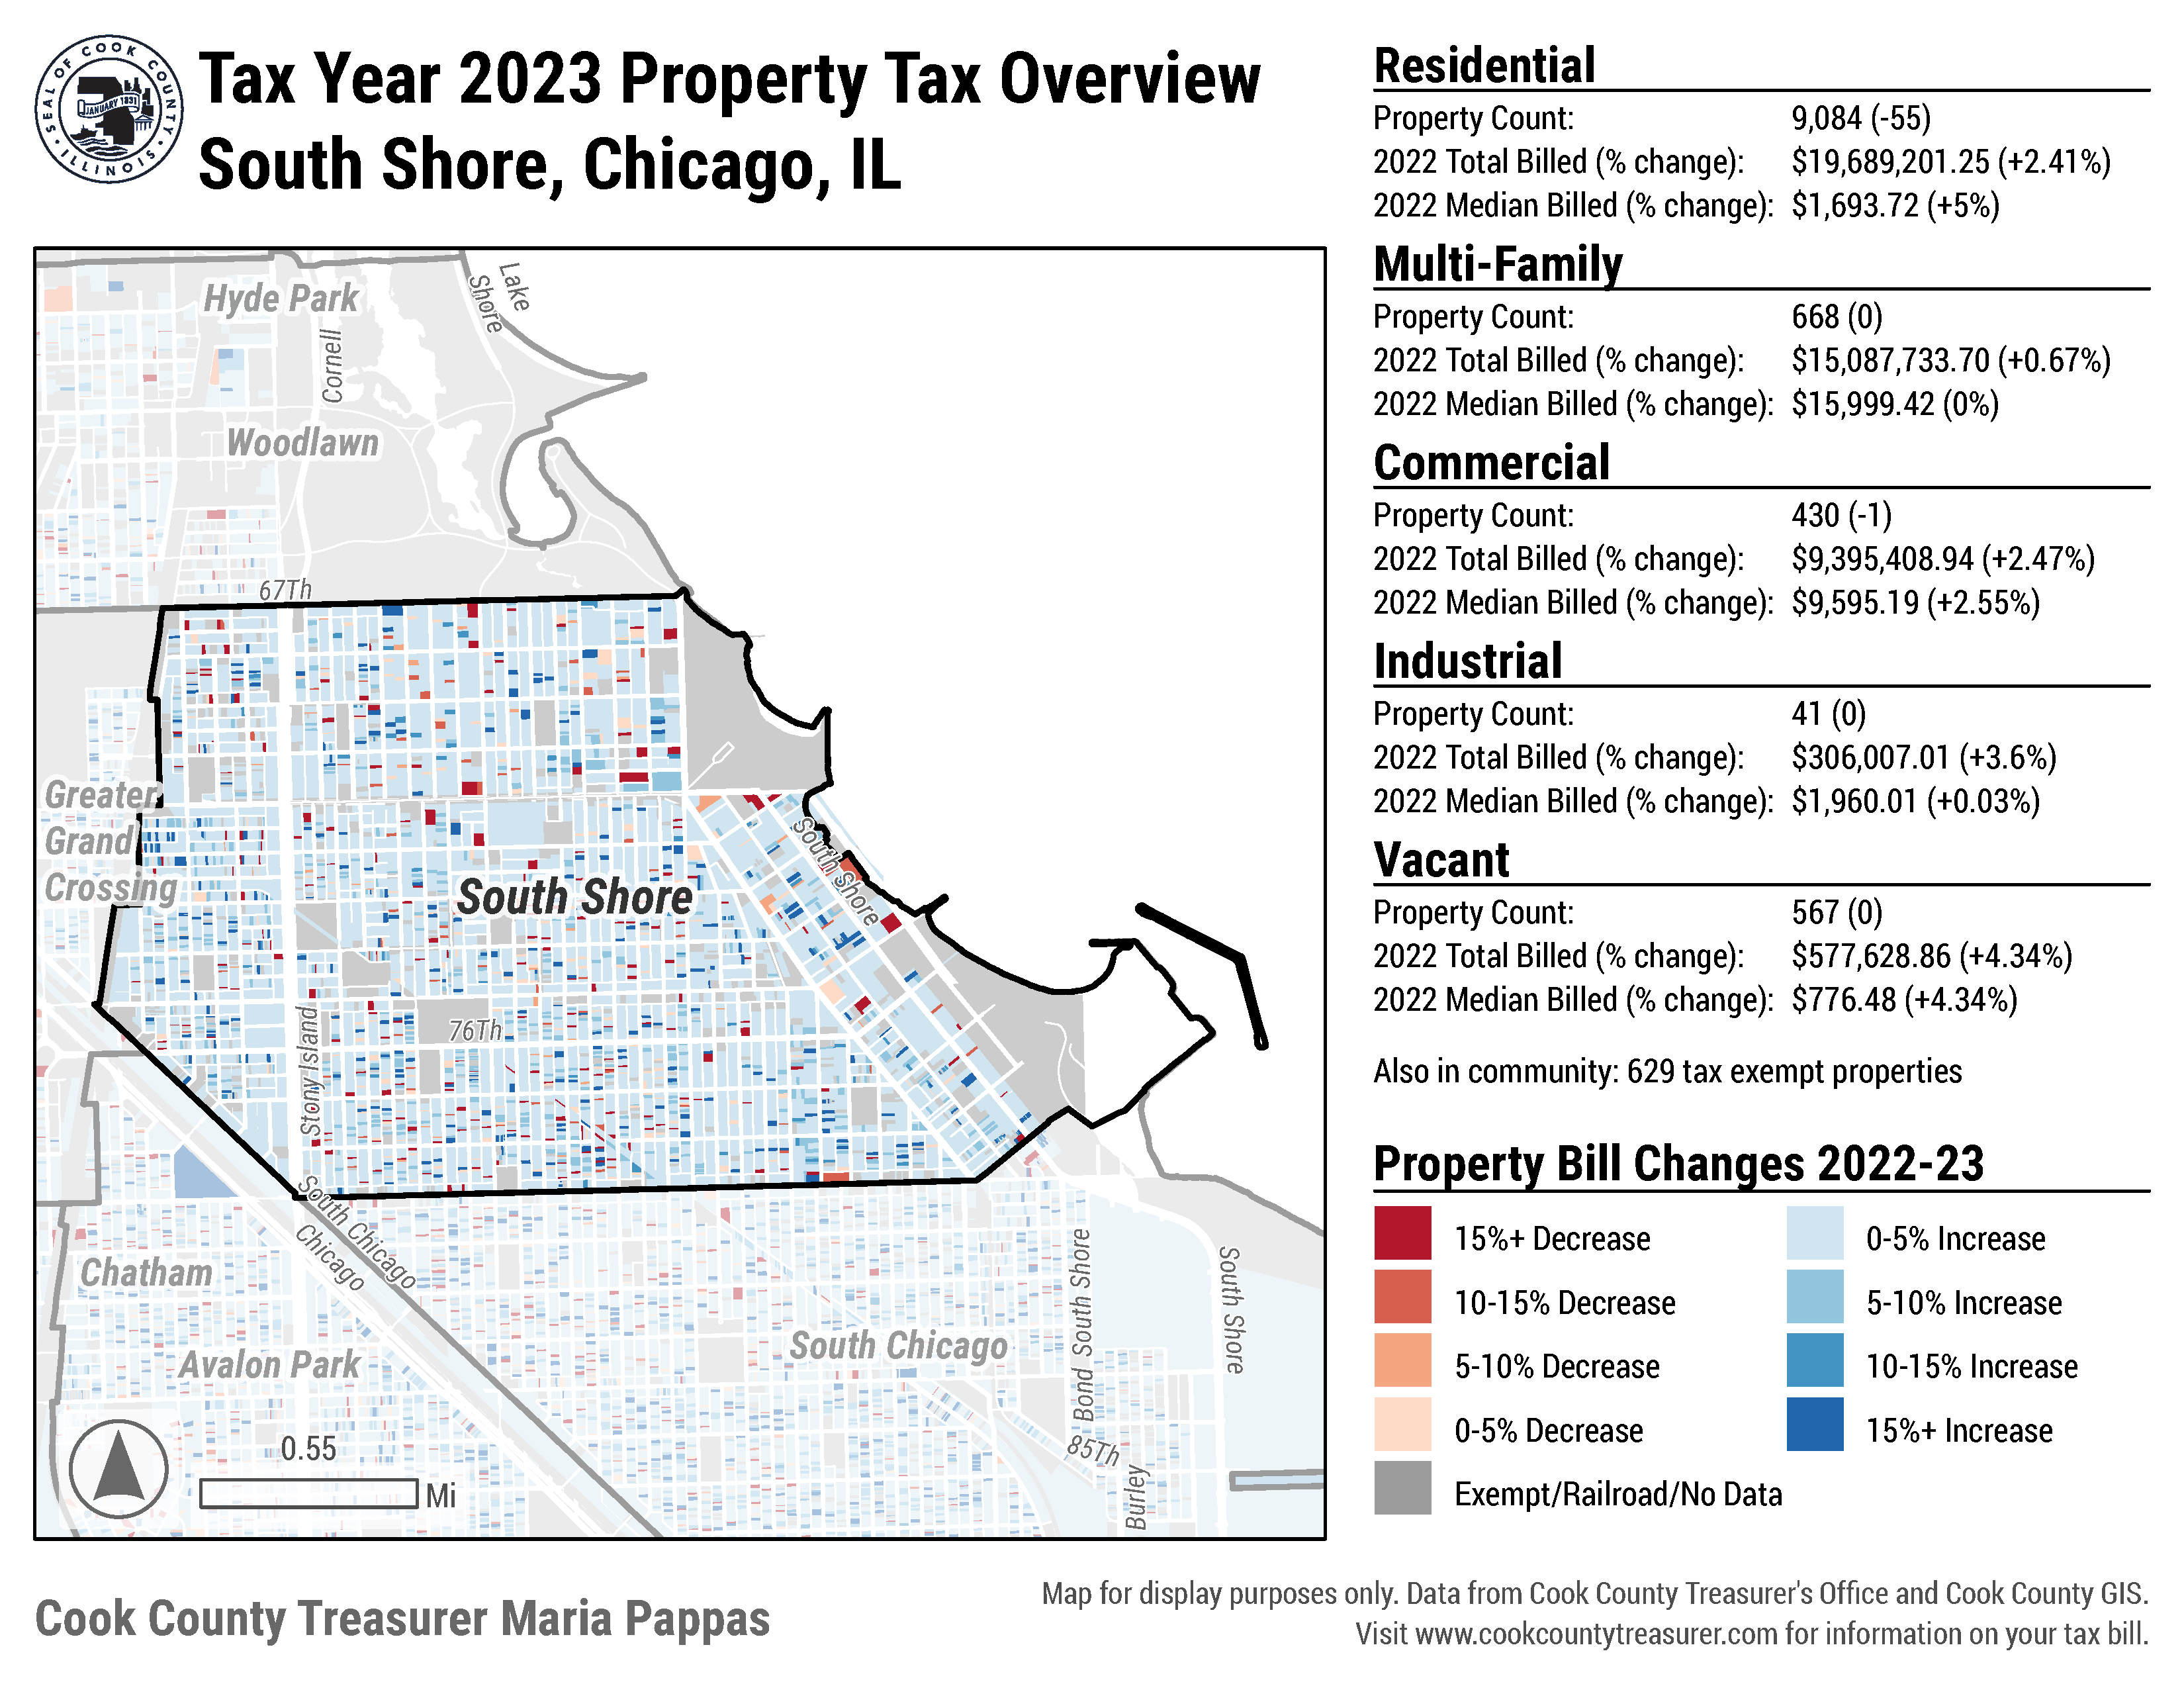 SEAL OF COOK COUNTY
• ILLINOIS •
JANUARY 1831
Tax Year 2023 Property Tax Overview
South Shore, Chicago, IL
Hyde Park
Lake
Shore
Cornell
Woodlawn
67Th
Greater
Grand
Crossing
South Shore
South Shore
76Th
Stony Island
South Chicago
Chicago
Chatham
Avalon Park
South Chicago
Bond South Shore
South Shore
85Th
Burley
0.55
Mi
Residential
Property Count: 9,084 (-55)
2022 Total Billed (% change): $19,689,201.25 (+2.41%)
2022 Median Billed (% change): $1,693.72 (+5%)
Multi-Family
Property Count: 668 (0)
2022 Total Billed (% change): $15,087,733.70 (+0.67%)
2022 Median Billed (% change): $15,999.42 (0%)
Commercial
Property Count: 430 (-1)
2022 Total Billed (% change): $9,395,408.94 (+2.47%)
2022 Median Billed (% change): $9,595.19 (+2.55%)
Industrial
Property Count: 41 (0)
2022 Total Billed (% change): $306,007.01 (+3.6%)
2022 Median Billed (% change): $1,960.01 (+0.03%)
Vacant
Property Count: 567 (0)
2022 Total Billed (% change): $577,628.86 (+4.34%)
2022 Median Billed (% change): $776.48 (+4.34%)
Also in community: 629 tax exempt properties
Property Bill Changes 2022-23
15%+ Decrease
10-15% Decrease
5-10% Decrease
0-5% Decrease
Exempt/Railroad/No Data
0-5% Increase
5-10% Increase
10-15% Increase
15%+ Increase
Cook County Treasurer Maria Pappas
Map for display purposes only. Data from Cook County Treasurer's Office and Cook County GIS.
Visit www.cookcountytreasurer.com for information on your tax bill.